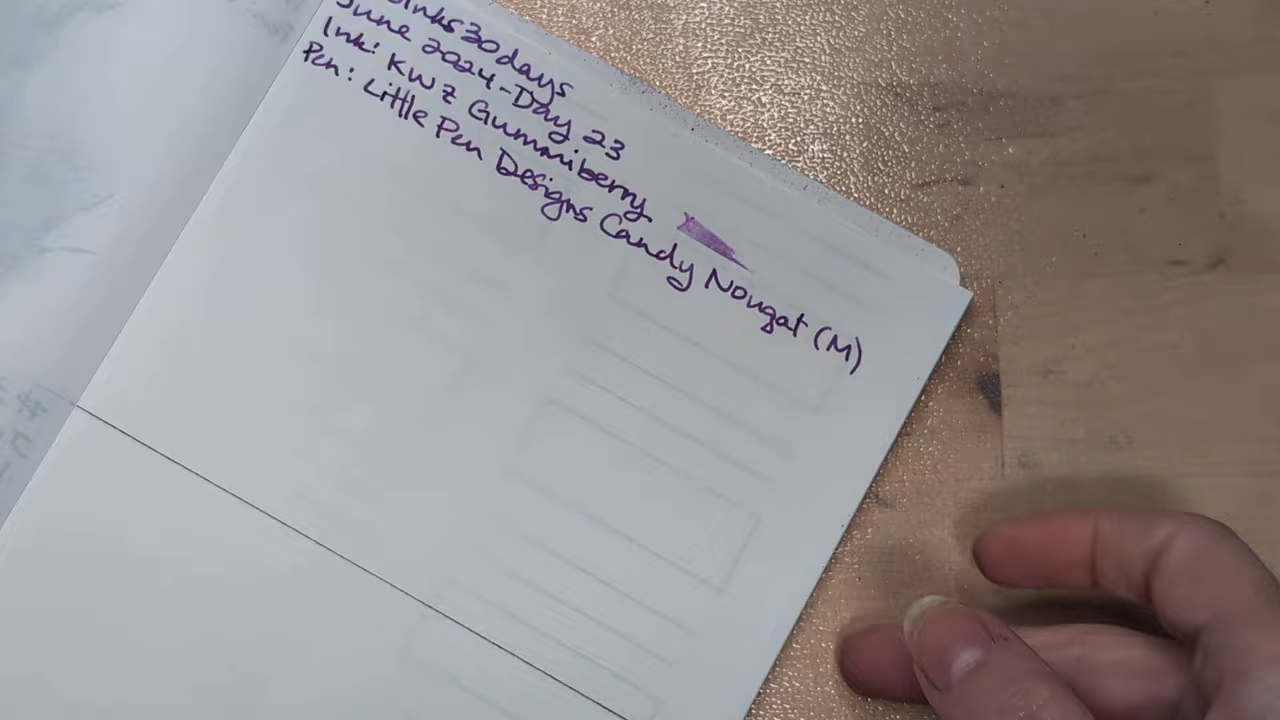 inks30days
June 2024-Day 23
Ink: KWZ Gummiberry
Pen: Little Pen Designs Candy Nougat (M)